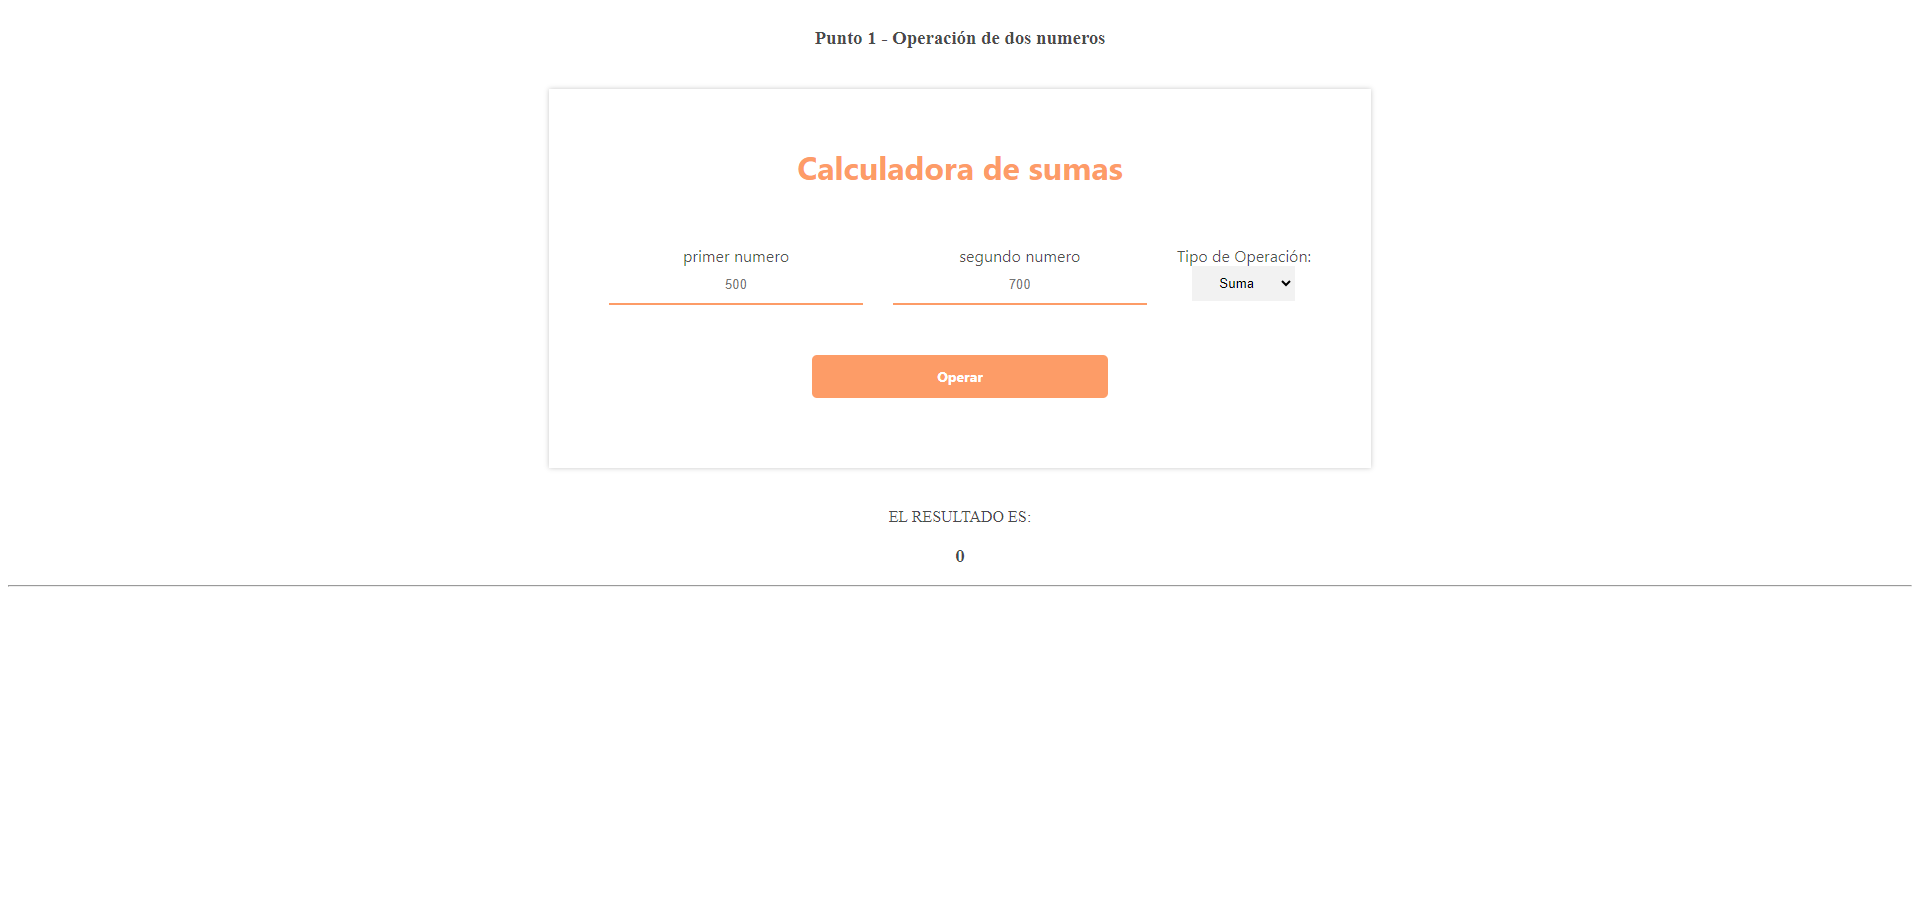 Punto 1 - Operación de dos numeros
Calculadora de sumas
primer numero
segundo numero
Tipo de Operación:
500
700
Suma
Operar
EL RESULTADO ES:
0